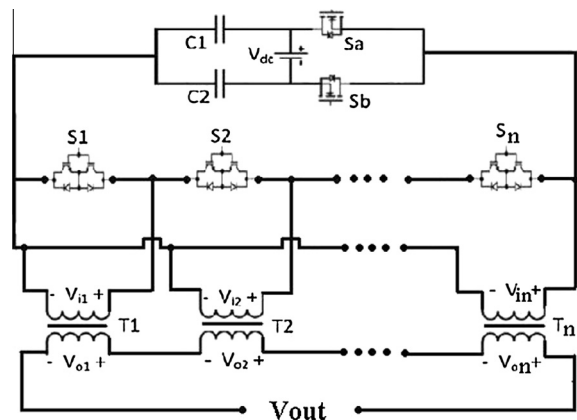 C1
Sa
Vdc
+
-
C2
Sb
S1
S2
Sn
- Vi1 +
- Vi2 +
- Vin+
T1
T2
Tn
- Vo1 +
- Vo2 +
- Von+
Vout